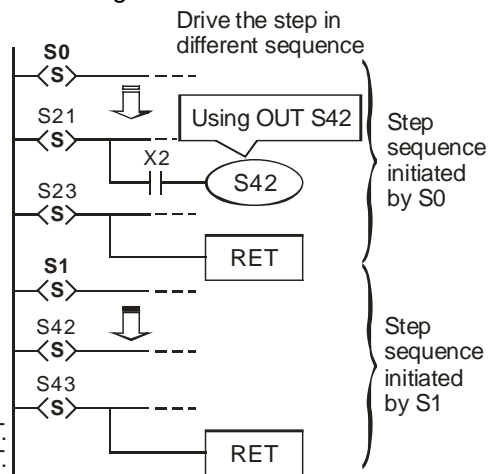 Drive the step in
different sequence
S0
S
S21
S
Using OUT S42
X2
S42
S23
S
RET
Step
sequence
initiated
by S0
S1
S
S42
S
S43
S
RET
Step
sequence
initiated
by S1